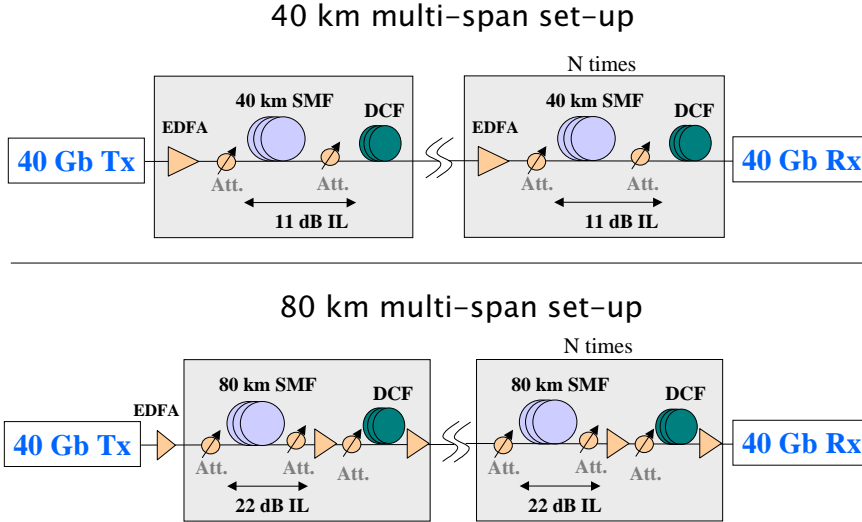 40 km multi-span set-up
N times
40 km SMF
DCF
EDFA
40 Gb Tx
Att.
Att.
11 dB IL
40 km SMF
DCF
EDFA
Att.
Att.
11 dB IL
40 Gb Rx
80 km multi-span set-up
N times
EDFA
80 km SMF
DCF
40 Gb Tx
Att.
Att.
Att.
22 dB IL
80 km SMF
DCF
Att.
Att.
Att.
22 dB IL
40 Gb Rx